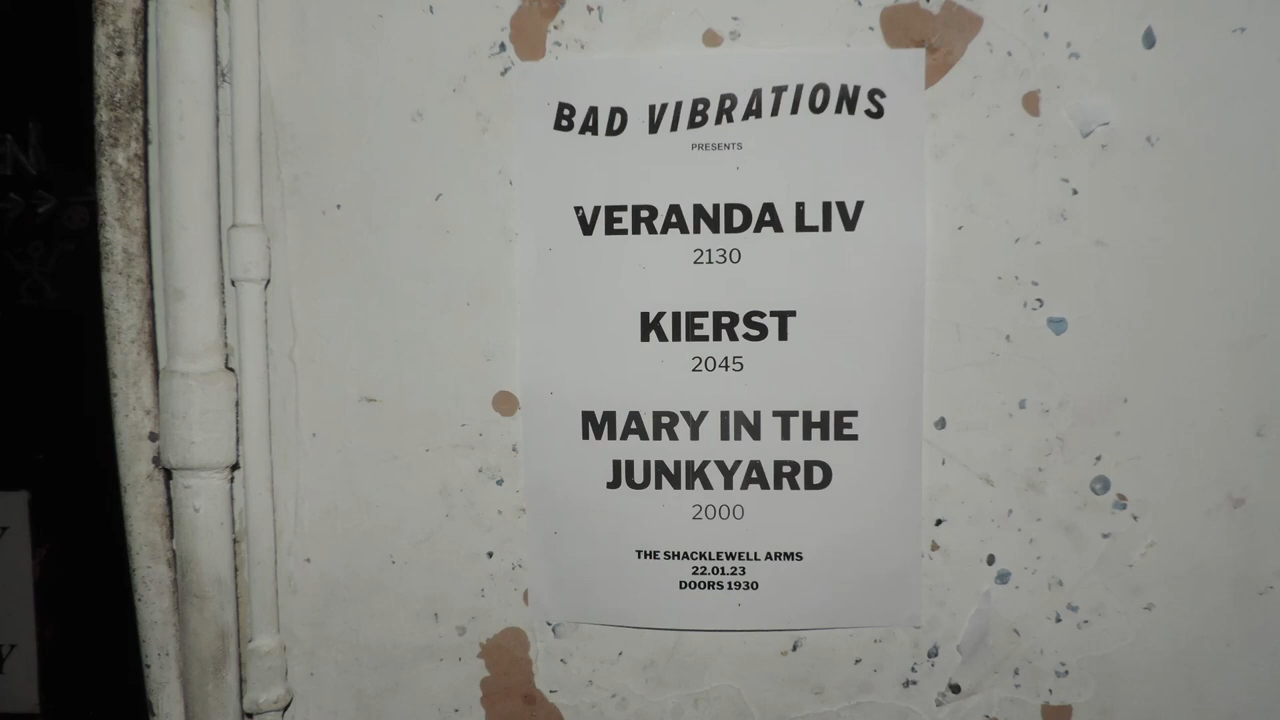 BAD VIBRATIONS
PRESENTS
VERANDA LIV
2130
KIERST
2045
MARY IN THE
JUNKYARD
2000
THE SHACKLEWELL ARMS
22.01.23
DOORS 1930